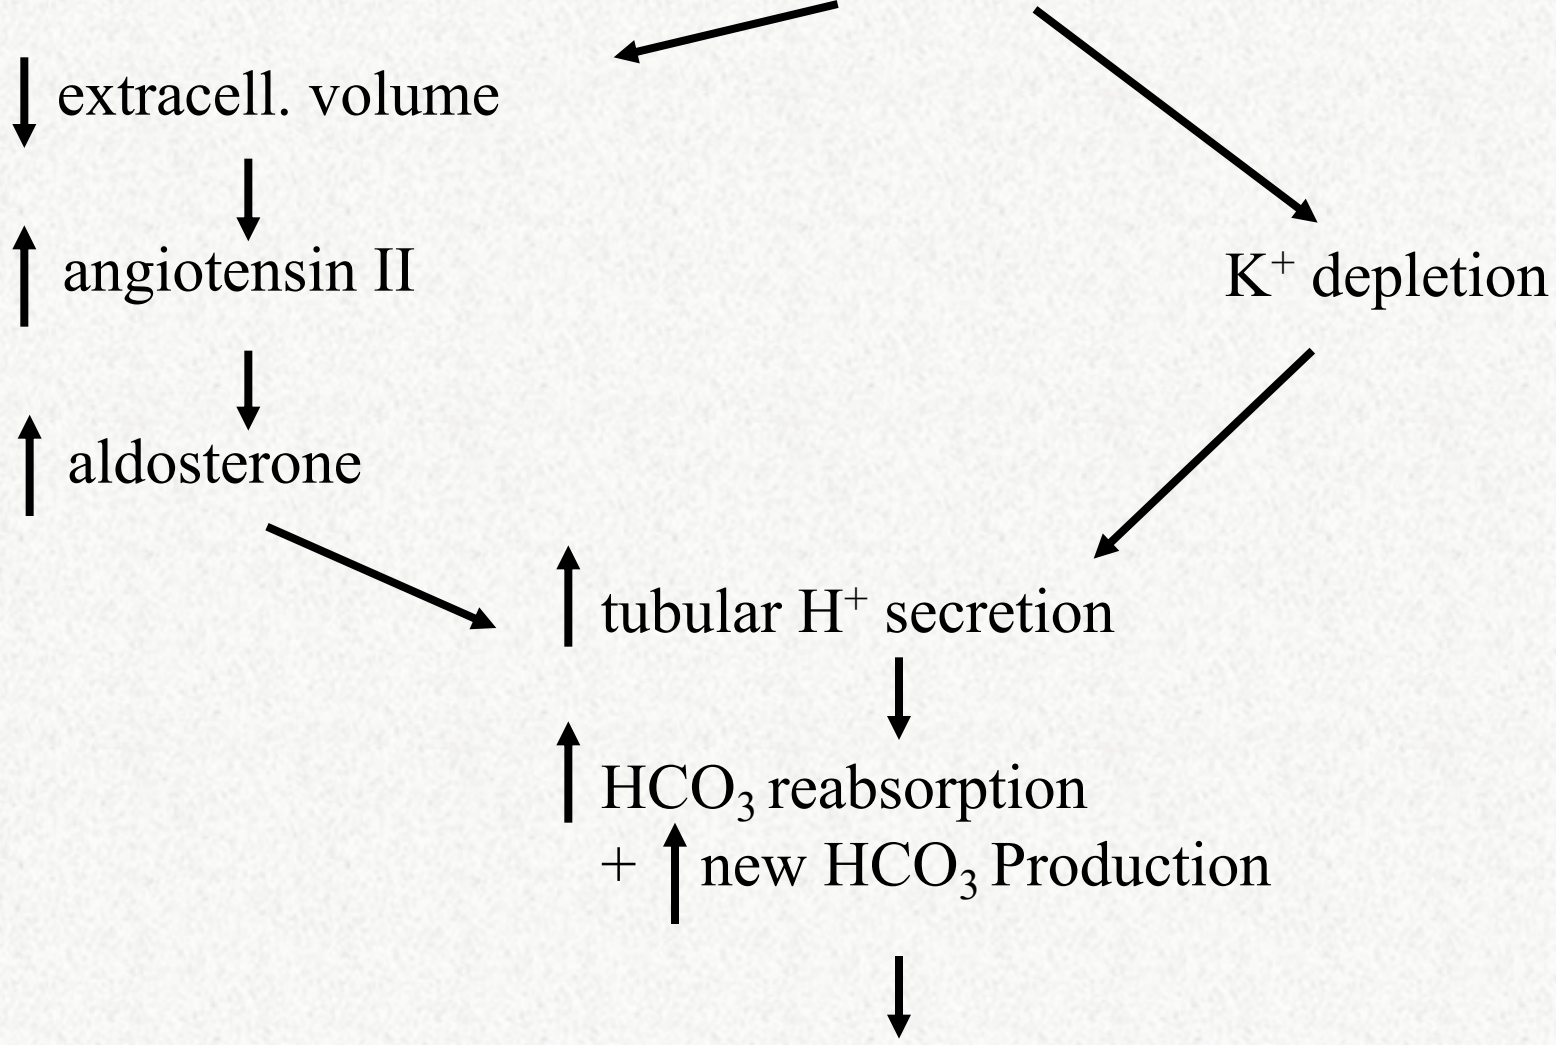 extracell. volume
angiotensin II
K⁺ depletion
aldosterone
tubular H⁺ secretion
HCO₃ reabsorption
+ new HCO₃ Production